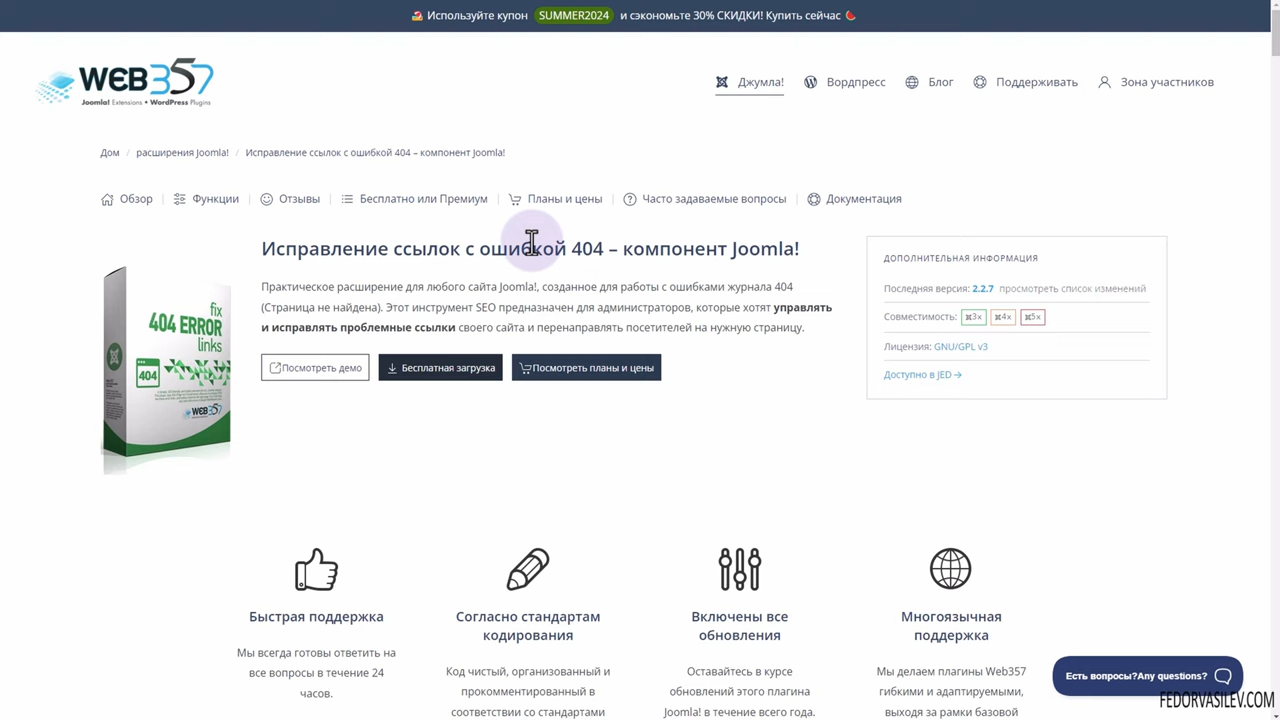 Используйте купон SUMMER2024 и сэкономьте 30% СКИДКИ! Купить сейчас
WEB357
Joomla! Extensions • WordPress Plugins
Джумла! Вордпресс Блог Поддерживать Зона участников
Дом / расширения Joomla! / Исправление ссылок с ошибкой 404 – компонент Joomla!
Обзор Функции Отзывы Бесплатно или Премиум Планы и цены Часто задаваемые вопросы Документация
Исправление ссылок с ошибкой 404 – компонент Joomla!
Практическое расширение для любого сайта Joomla!, созданное для работы с ошибками журнала 404
(Страница не найдена). Этот инструмент SEO предназначен для администраторов, которые хотят управлять
и исправлять проблемные ссылки своего сайта и перенаправлять посетителей на нужную страницу.
Посмотреть демо Бесплатная загрузка Посмотреть планы и цены
fix
404 ERROR
links
404
WEB357
ДОПОЛНИТЕЛЬНАЯ ИНФОРМАЦИЯ
Последняя версия: 2.2.7 просмотреть список изменений
Совместимость: 3x 4x 5x
Лицензия: GNU/GPL v3
Доступно в JED →
Быстрая поддержка
Мы всегда готовы ответить на
все вопросы в течение 24
часов.
Согласно стандартам
кодирования
Код чистый, организованный и
прокомментированный в
соответствии со стандартами
Включены все
обновления
Оставайтесь в курсе
обновлений этого плагина
Joomla! в течение всего года.
Многоязычная
поддержка
Мы делаем плагины Web357
гибкими и адаптируемыми,
выходя за рамки базовой
Есть вопросы?Any questions?
FEDORVASILEV.COM